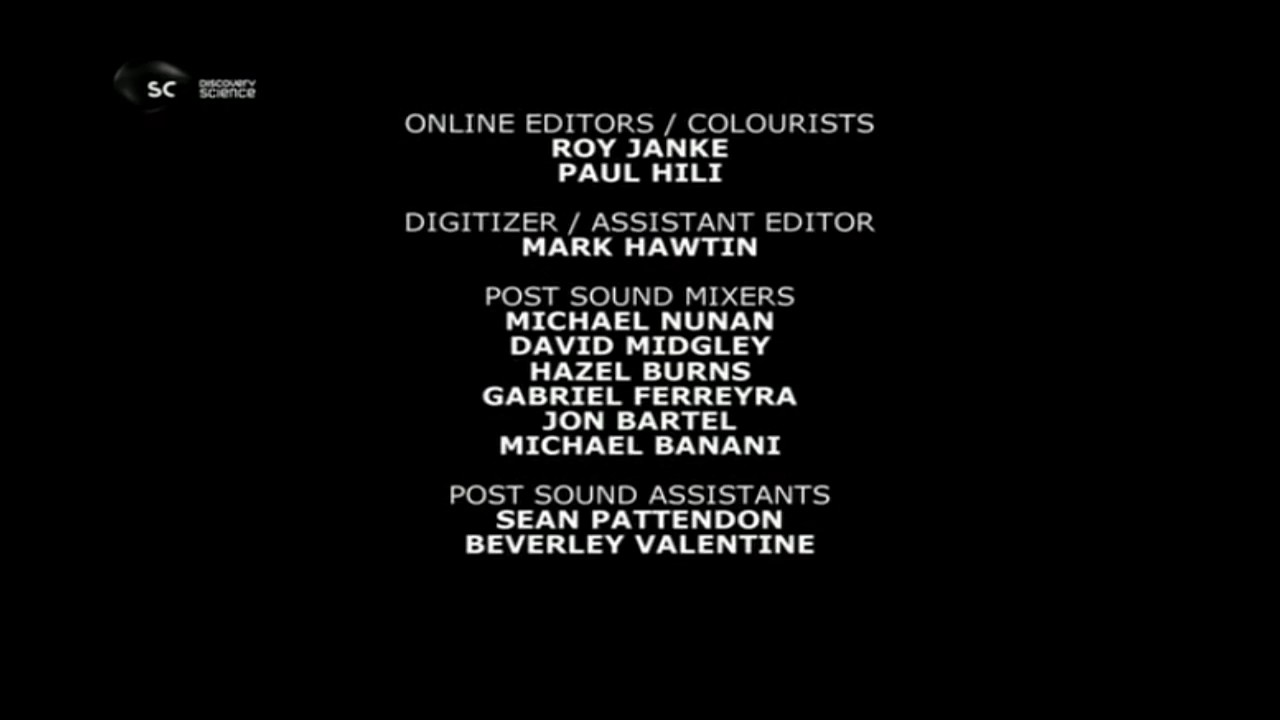 SC DISCOVERY
SCIENCE
ONLINE EDITORS / COLOURISTS
ROY JANKE
PAUL HILI
DIGITIZER / ASSISTANT EDITOR
MARK HAWTIN
POST SOUND MIXERS
MICHAEL NUNAN
DAVID MIDGLEY
HAZEL BURNS
GABRIEL FERREYRA
JON BARTEL
MICHAEL BANANI
POST SOUND ASSISTANTS
SEAN PATTENDON
BEVERLEY VALENTINE